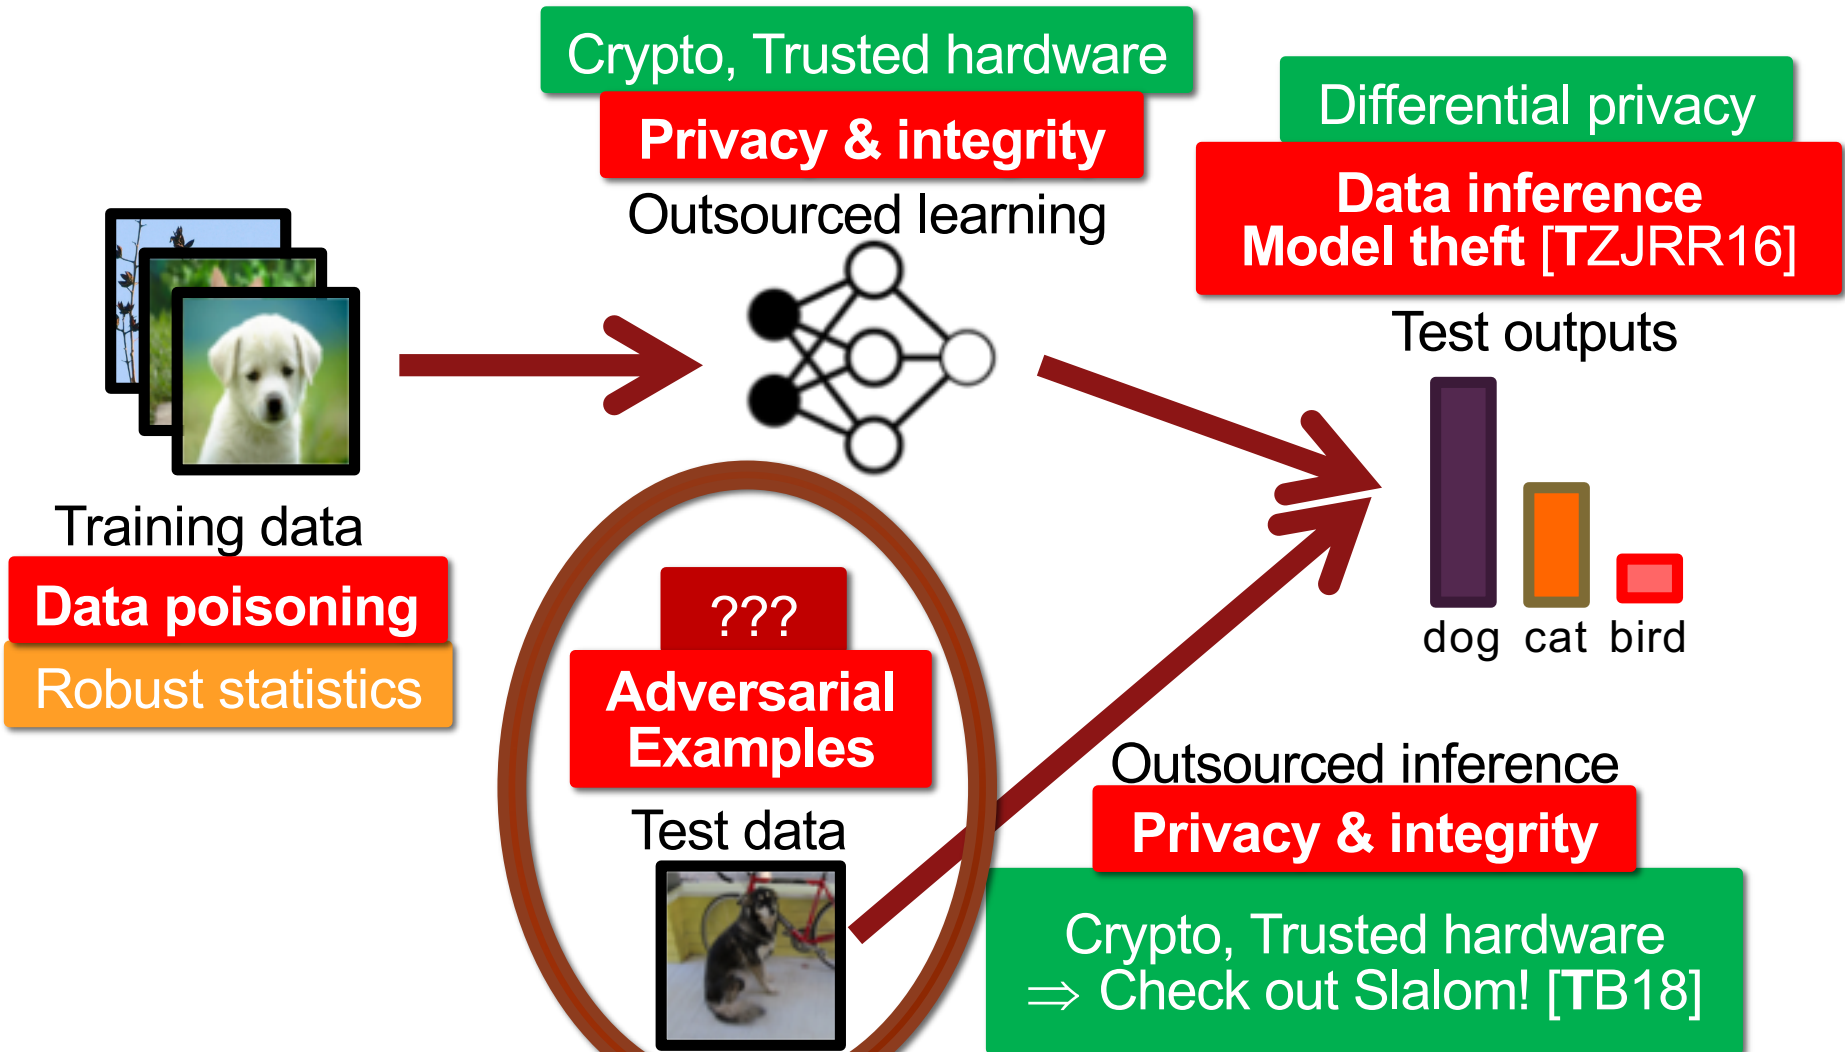 Crypto, Trusted hardware
Privacy & integrity
Outsourced learning
Differential privacy
Data inference
Model theft [TZJRR16]
Test outputs
dog cat bird
Training data
Data poisoning
Robust statistics
???
Adversarial
Examples
Test data
Outsourced inference
Privacy & integrity
Crypto, Trusted hardware
⇒ Check out Slalom! [TB18]